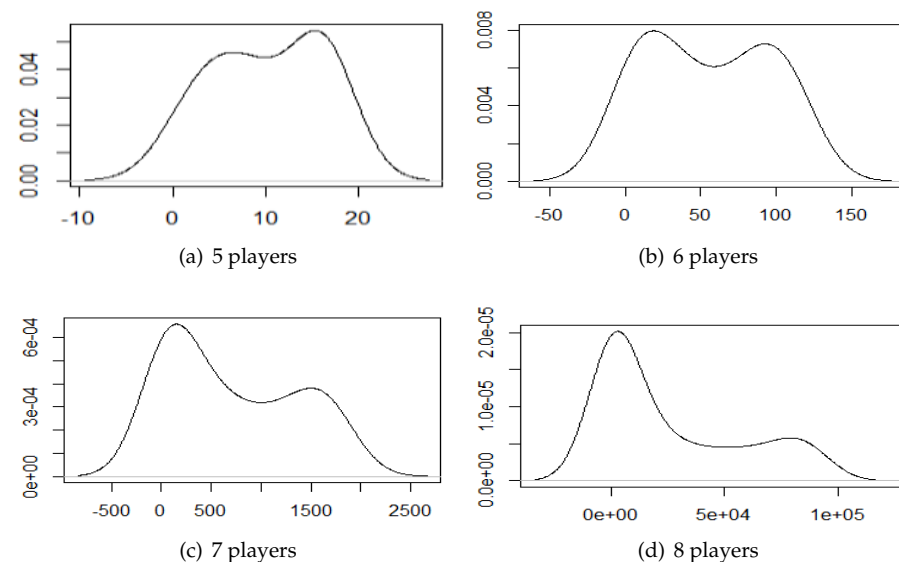 0.04
0.02
0.00
-10 0 10 20
(a) 5 players
0.008
0.004
0.000
-50 0 50 100 150
(b) 6 players
6e-04
3e-04
0e+00
-500 0 500 1500 2500
(c) 7 players
2.0e-05
1.0e-05
0.0e+00
0e+00 5e+04 1e+05
(d) 8 players